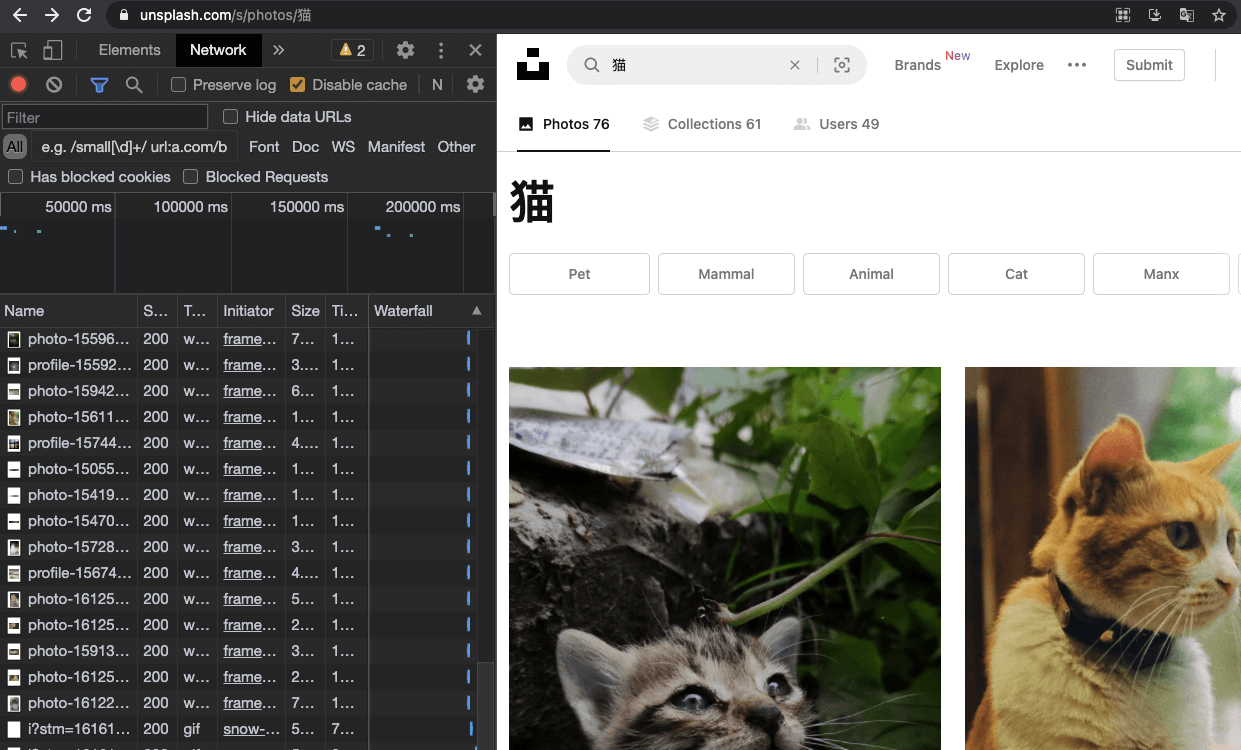 unsplash.com/s/photos/猫
Elements Network 2
Preserve log Disable cache N
Filter Hide data URLs
All e.g. /small[\d]+/ url:a.com/b Font Doc WS Manifest Other
Has blocked cookies Blocked Requests
50000 ms 100000 ms 150000 ms 200000 ms
Name S... T... Initiator Size Ti... Waterfall
photo-15596... 200 w... frame... 7... 1...
profile-15592... 200 w... frame... 3.... 1...
photo-15942... 200 w... frame... 6... 1...
photo-15611... 200 w... frame... 1... 1...
profile-15744... 200 w... frame... 4.... 1...
photo-15055... 200 w... frame... 1... 1...
photo-15419... 200 w... frame... 1... 1...
photo-15470... 200 w... frame... 1... 1...
photo-15728... 200 w... frame... 3... 1...
profile-15674... 200 w... frame... 4.... 1...
photo-16125... 200 w... frame... 5... 1...
photo-16125... 200 w... frame... 2... 1...
photo-15913... 200 w... frame... 3... 1...
photo-16125... 200 w... frame... 2... 1...
photo-16122... 200 w... frame... 7... 1...
i?stm=16161... 200 gif snow-... 5... 7...
猫
Brands New Explore Submit
Photos 76 Collections 61 Users 49
猫
Pet Mammal Animal Cat Manx